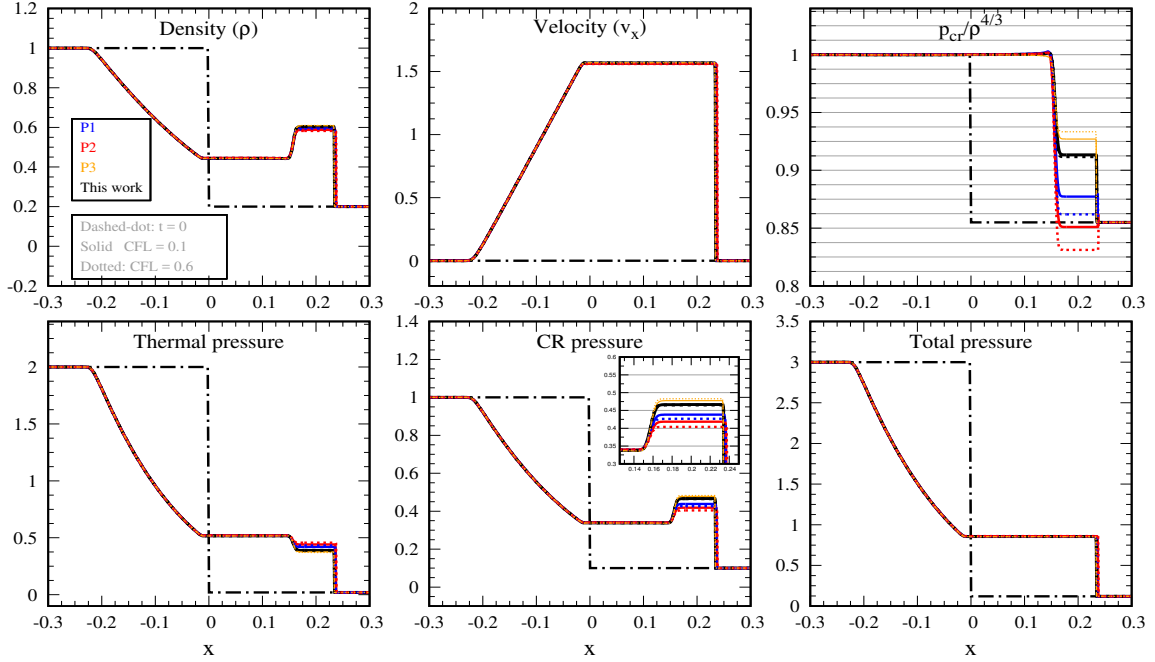 Density (ρ)
1.2
1
0.8
0.6
0.4
0.2
0
-0.2
P1
P2
P3
This work
Dashed-dot: t = 0
Solid CFL = 0.1
Dotted: CFL = 0.6
-0.3 -0.2 -0.1 0 0.1 0.2 0.3
Velocity (v_x)
2
1.5
1
0.5
0
-0.3 -0.2 -0.1 0 0.1 0.2 0.3
p_cr/ρ^4/3
1
0.95
0.9
0.85
0.8
-0.3 -0.2 -0.1 0 0.1 0.2 0.3
Thermal pressure
2
1.5
1
0.5
0
-0.3 -0.2 -0.1 0 0.1 0.2 0.3
x
CR pressure
1.4
1.2
1
0.8
0.6
0.4
0.2
0
0.6
0.55
0.5
0.45
0.4
0.35
0.3
0.14 0.16 0.18 0.2 0.22 0.24
-0.3 -0.2 -0.1 0 0.1 0.2 0.3
x
Total pressure
3.5
3
2.5
2
1.5
1
0.5
0
-0.3 -0.2 -0.1 0 0.1 0.2 0.3
x